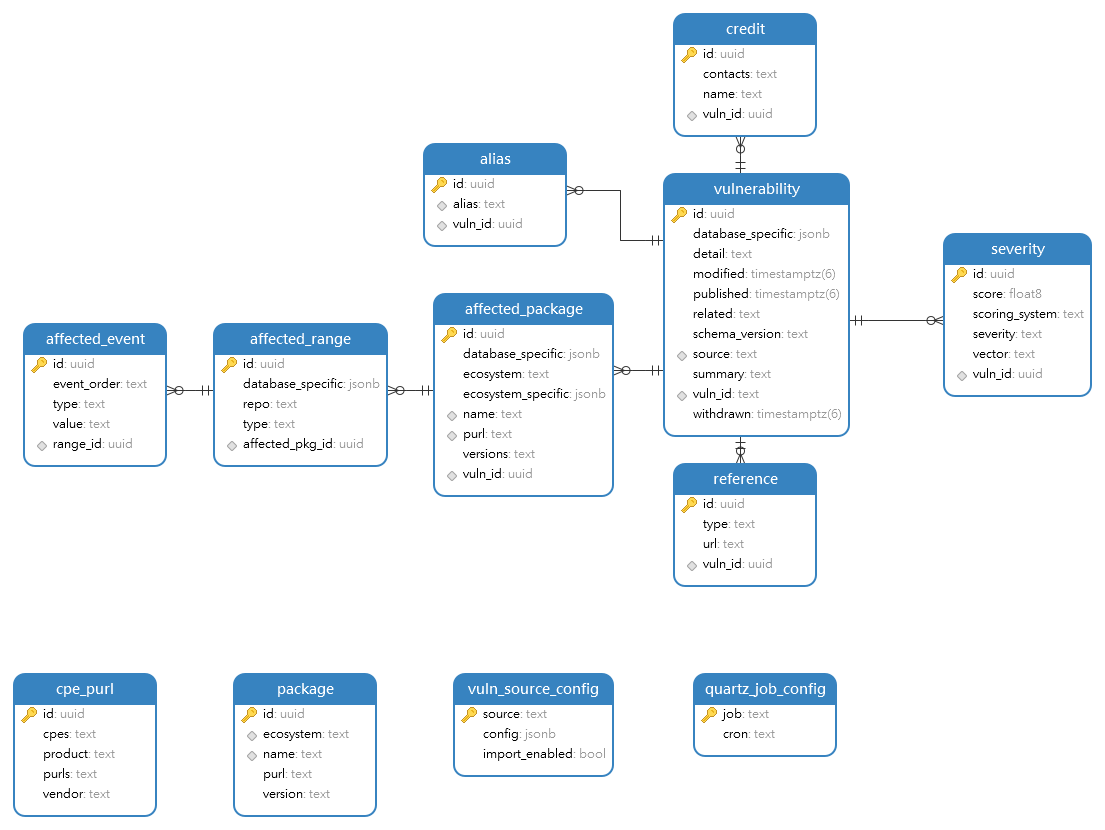 credit
id: uuid
contacts: text
name: text
vuln_id: uuid
alias
id: uuid
alias: text
vuln_id: uuid
vulnerability
id: uuid
database_specific: jsonb
detail: text
modified: timestamptz(6)
published: timestamptz(6)
related: text
schema_version: text
source: text
summary: text
vuln_id: text
withdrawn: timestamptz(6)
severity
id: uuid
score: float8
scoring_system: text
severity: text
vector: text
vuln_id: uuid
affected_event
id: uuid
event_order: text
type: text
value: text
range_id: uuid
affected_range
id: uuid
database_specific: jsonb
repo: text
type: text
affected_pkg_id: uuid
affected_package
id: uuid
database_specific: jsonb
ecosystem: text
ecosystem_specific: jsonb
name: text
purl: text
versions: text
vuln_id: uuid
reference
id: uuid
type: text
url: text
vuln_id: uuid
cpe_purl
id: uuid
cpes: text
product: text
purls: text
vendor: text
package
id: uuid
ecosystem: text
name: text
purl: text
version: text
vuln_source_config
source: text
config: jsonb
import_enabled: bool
quartz_job_config
job: text
cron: text